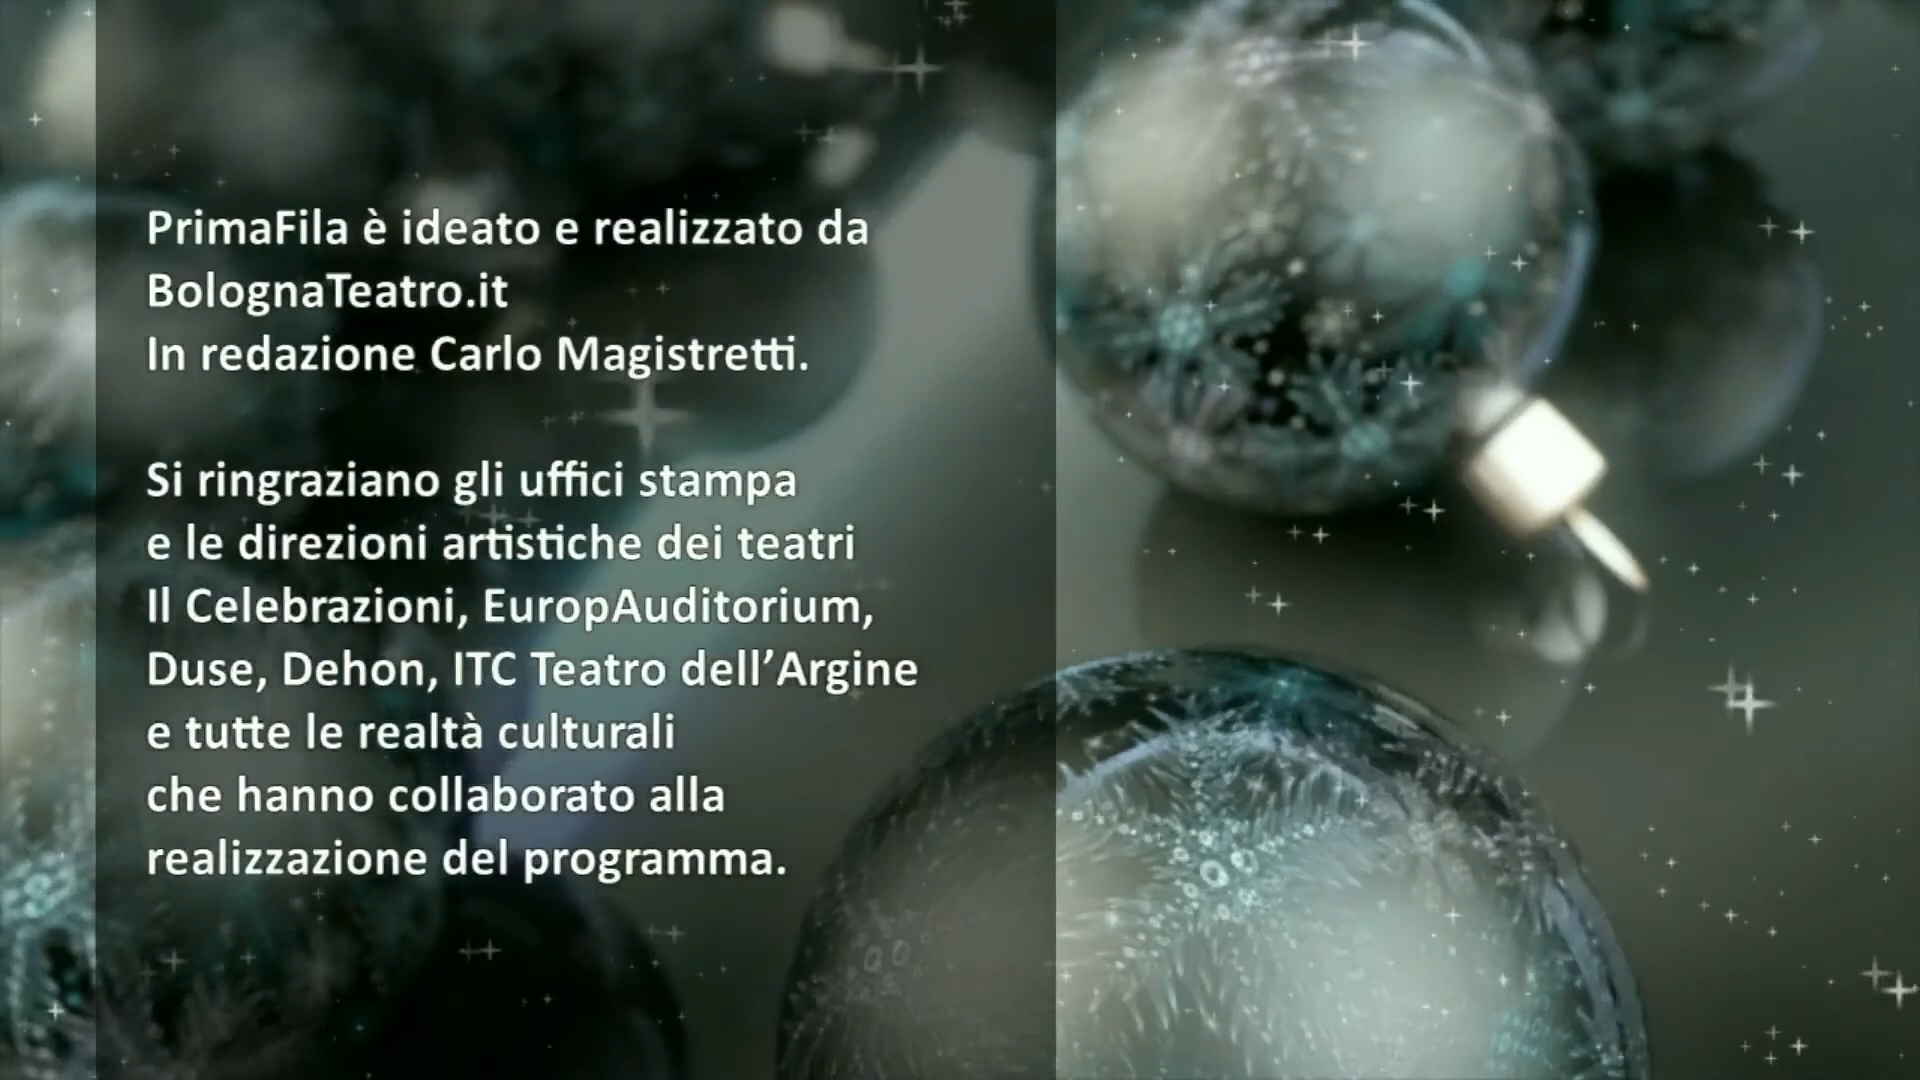 PrimaFila è ideato e realizzato da
BolognaTeatro.it
In redazione Carlo Magistretti.
Si ringraziano gli uffici stampa
e le direzioni artistiche dei teatri
Il Celebrazioni, EuropAuditorium,
Duse, Dehon, ITC Teatro dell’Argine
e tutte le realtà culturali
che hanno collaborato alla
realizzazione del programma.